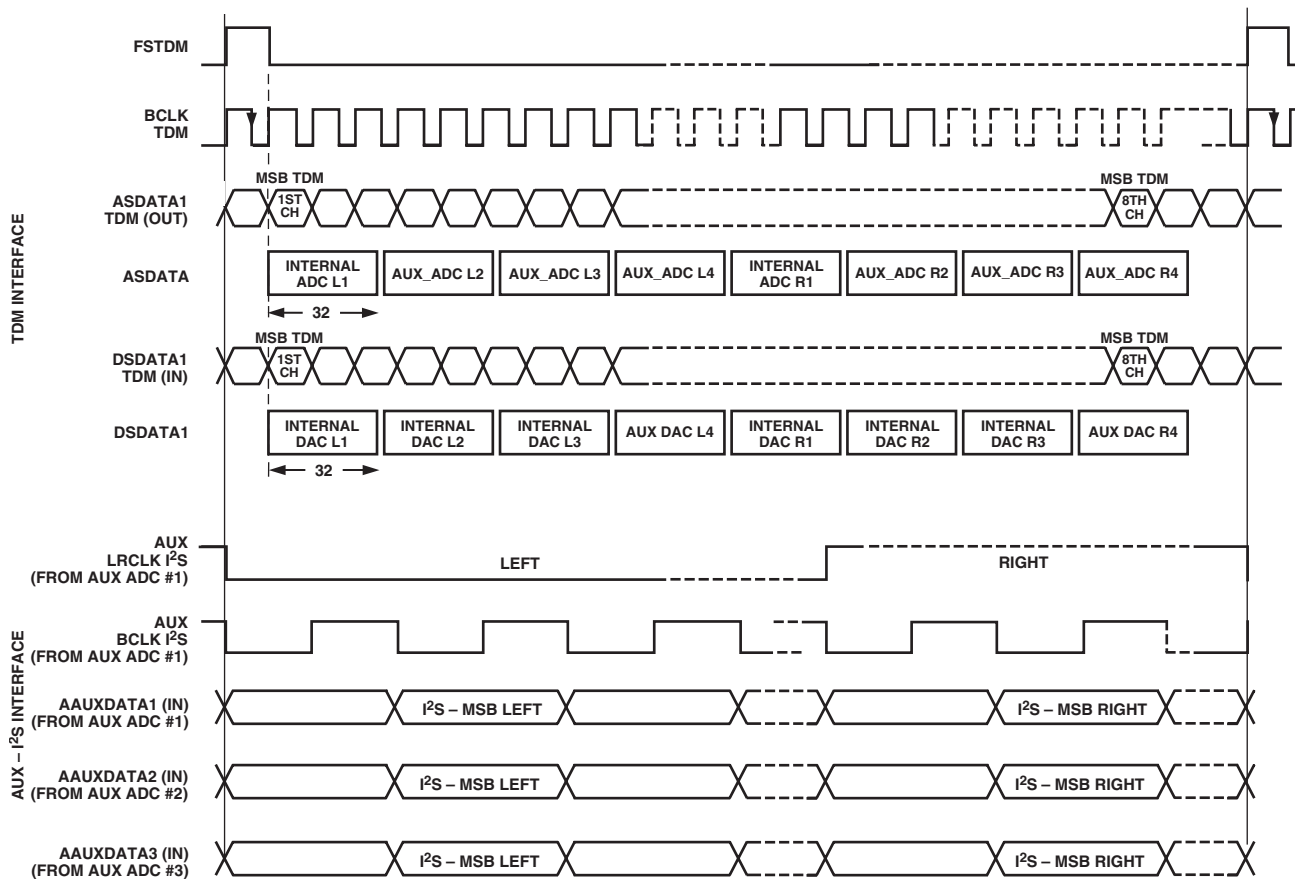 FSTDM
BCLK
TDM
TDM INTERFACE
MSB TDM
MSB TDM
ASDATA1
TDM (OUT)
1ST
CH
8TH
CH
ASDATA
INTERNAL
ADC L1
AUX_ADC L2
AUX_ADC L3
AUX_ADC L4
INTERNAL
ADC R1
AUX_ADC R2
AUX_ADC R3
AUX_ADC R4
32
MSB TDM
MSB TDM
DSDATA1
TDM (IN)
1ST
CH
8TH
CH
DSDATA1
INTERNAL
DAC L1
INTERNAL
DAC L2
INTERNAL
DAC L3
AUX DAC L4
INTERNAL
DAC R1
INTERNAL
DAC R2
INTERNAL
DAC R3
AUX DAC R4
32
AUX – I²S INTERFACE
AUX
LRCLK I²S
(FROM AUX ADC #1)
LEFT
RIGHT
AUX
BCLK I²S
(FROM AUX ADC #1)
AAUXDATA1 (IN)
(FROM AUX ADC #1)
I²S – MSB LEFT
I²S – MSB RIGHT
AAUXDATA2 (IN)
(FROM AUX ADC #2)
I²S – MSB LEFT
I²S – MSB RIGHT
AAUXDATA3 (IN)
(FROM AUX ADC #3)
I²S – MSB LEFT
I²S – MSB RIGHT